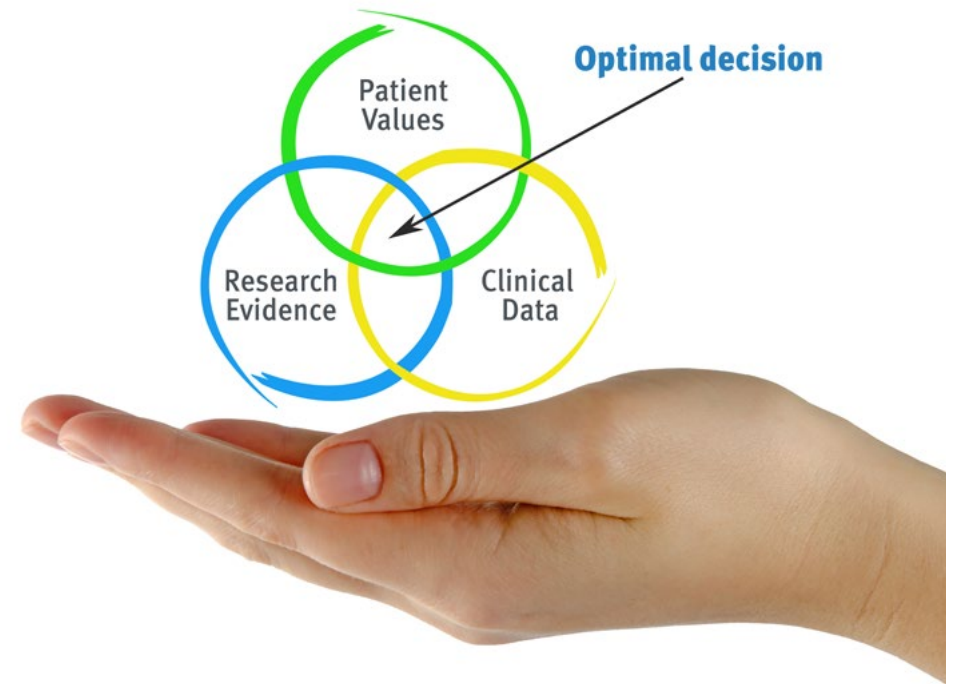 Optimal decision
Patient
Values
Research
Evidence
Clinical
Data